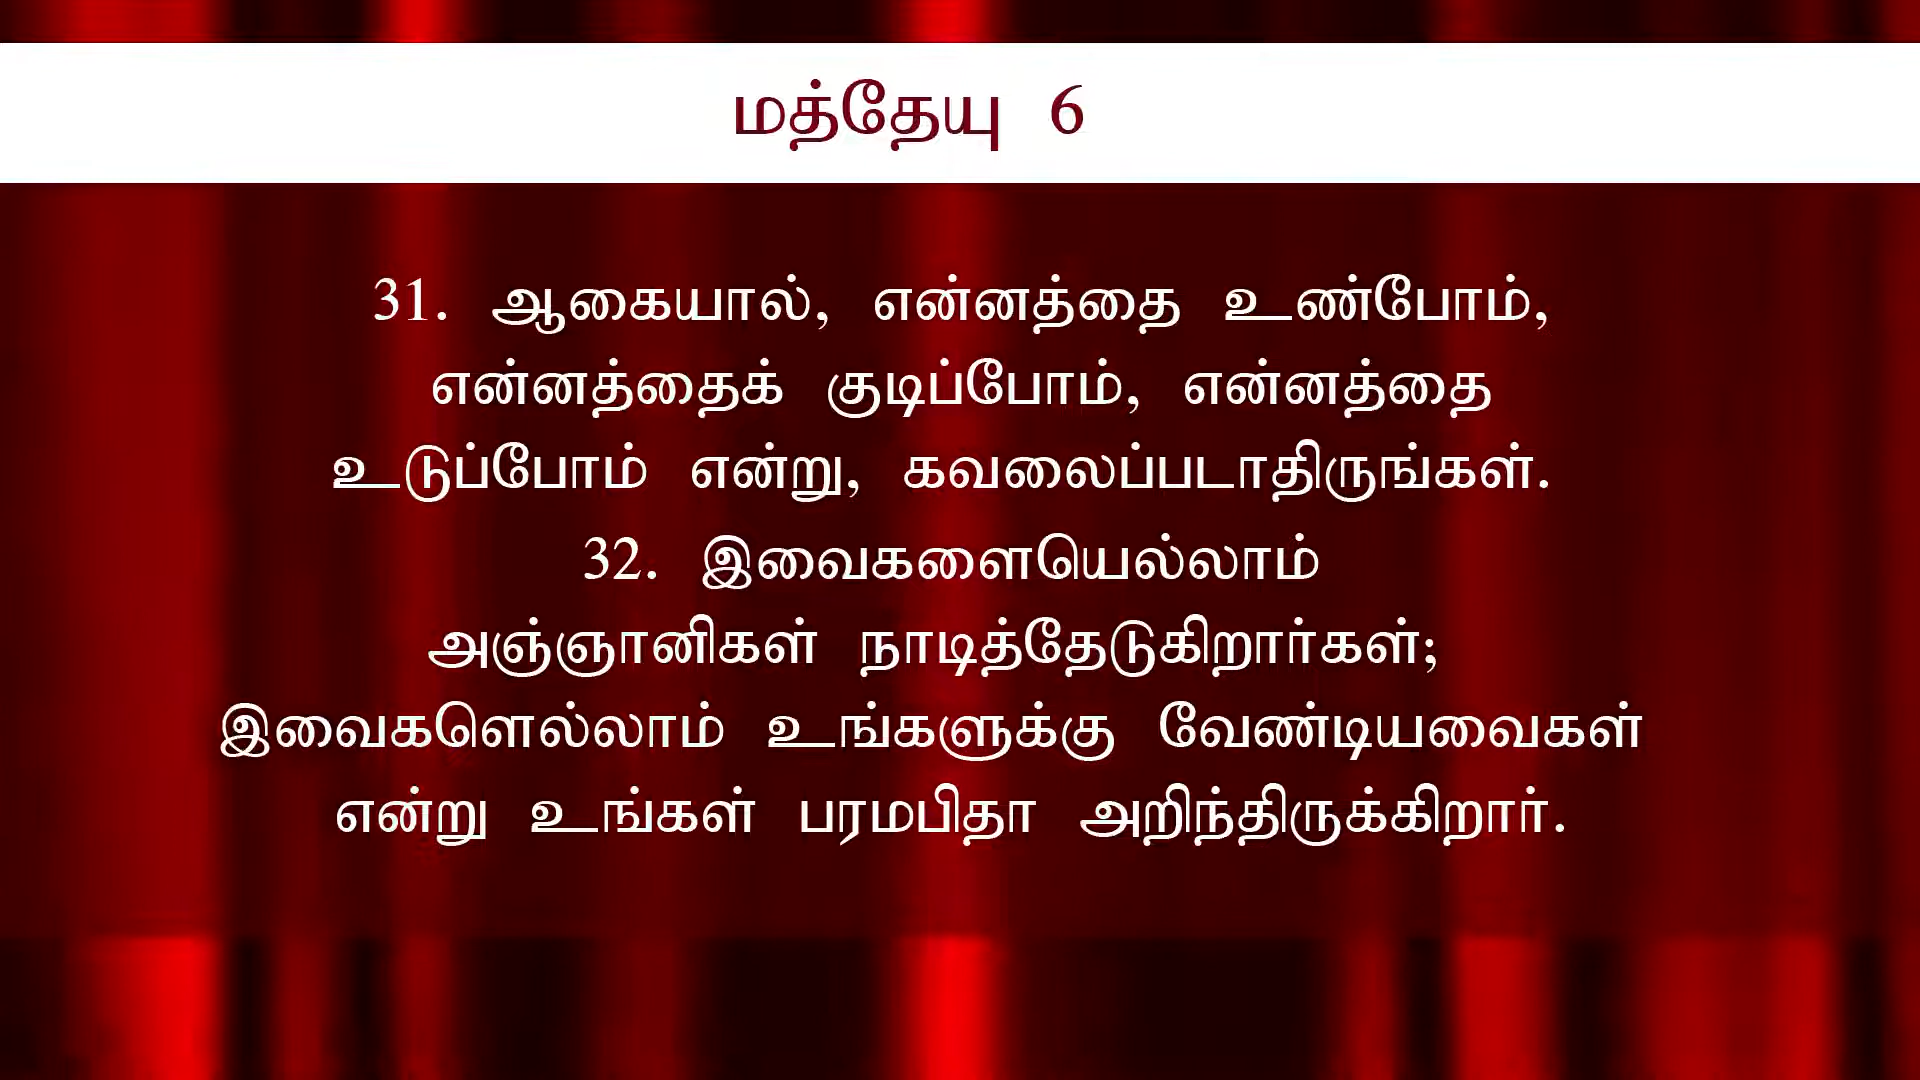 மத்தேயு 6
31. ஆகையால், என்னத்தை உண்போம்,
என்னத்தைக் குடிப்போம், என்னத்தை
உடுப்போம் என்று, கவலைப்படாதிருங்கள்.
32. இவைகளையெல்லாம்
அஞ்ஞானிகள் நாடித்தேடுகிறார்கள்;
இவைகளெல்லாம் உங்களுக்கு வேண்டியவைகள்
என்று உங்கள் பரமபிதா அறிந்திருக்கிறார்.